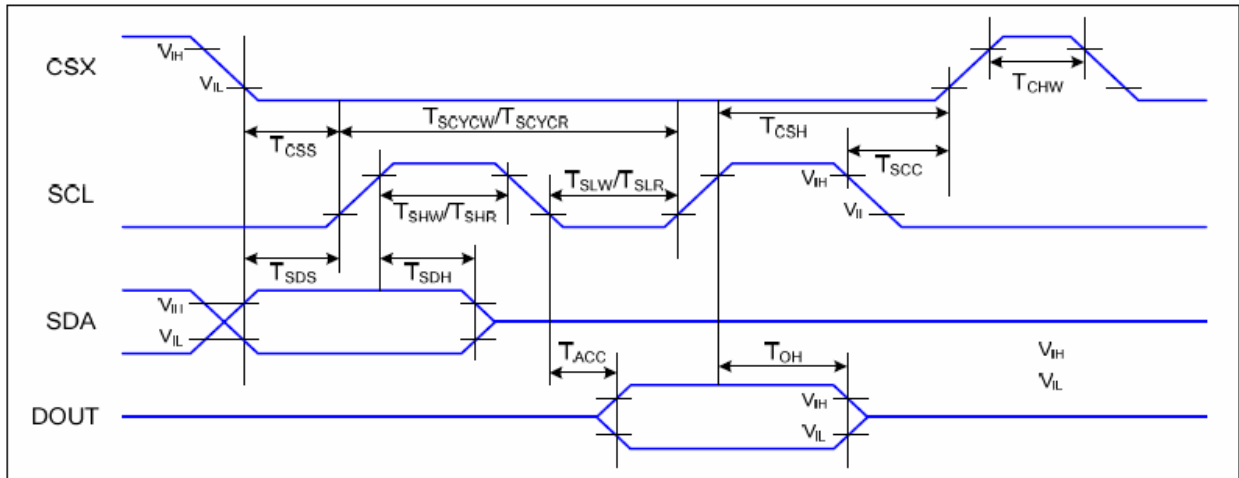 CSX
VIH
VIL
TCHW
TSCYCW/TSCYCR
TCSH
TCSS
TSCC
SCL
TSLW/TSLR
VIH
TSHW/TSHR
VIL
TSDS
TSDH
SDA
VIH
VIL
TACC
TOH
VIH
VIL
DOUT
VIH
VIL